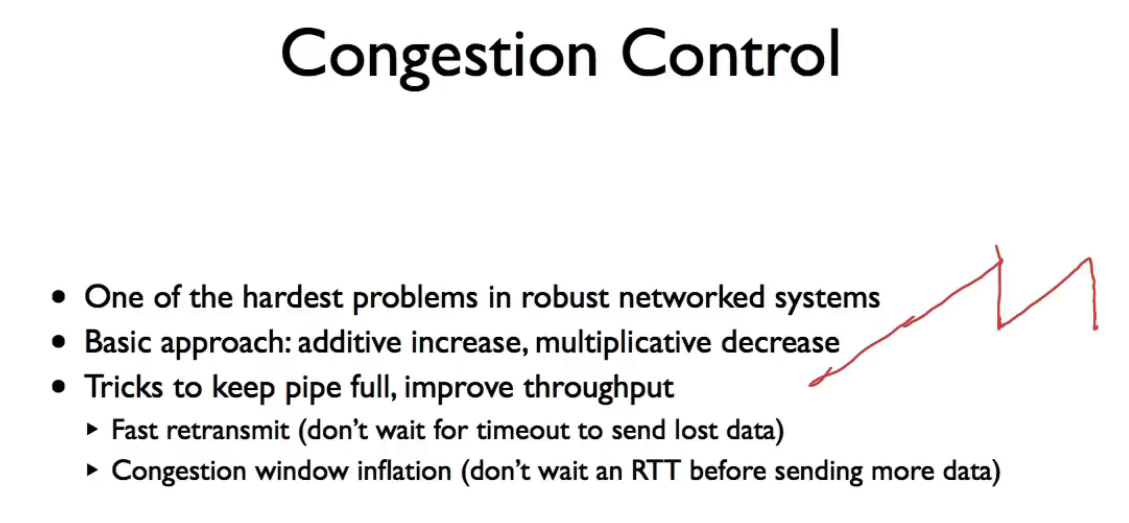 Congestion Control
• One of the hardest problems in robust networked systems
• Basic approach: additive increase, multiplicative decrease
• Tricks to keep pipe full, improve throughput
‣ Fast retransmit (don’t wait for timeout to send lost data)
‣ Congestion window inflation (don’t wait an RTT before sending more data)